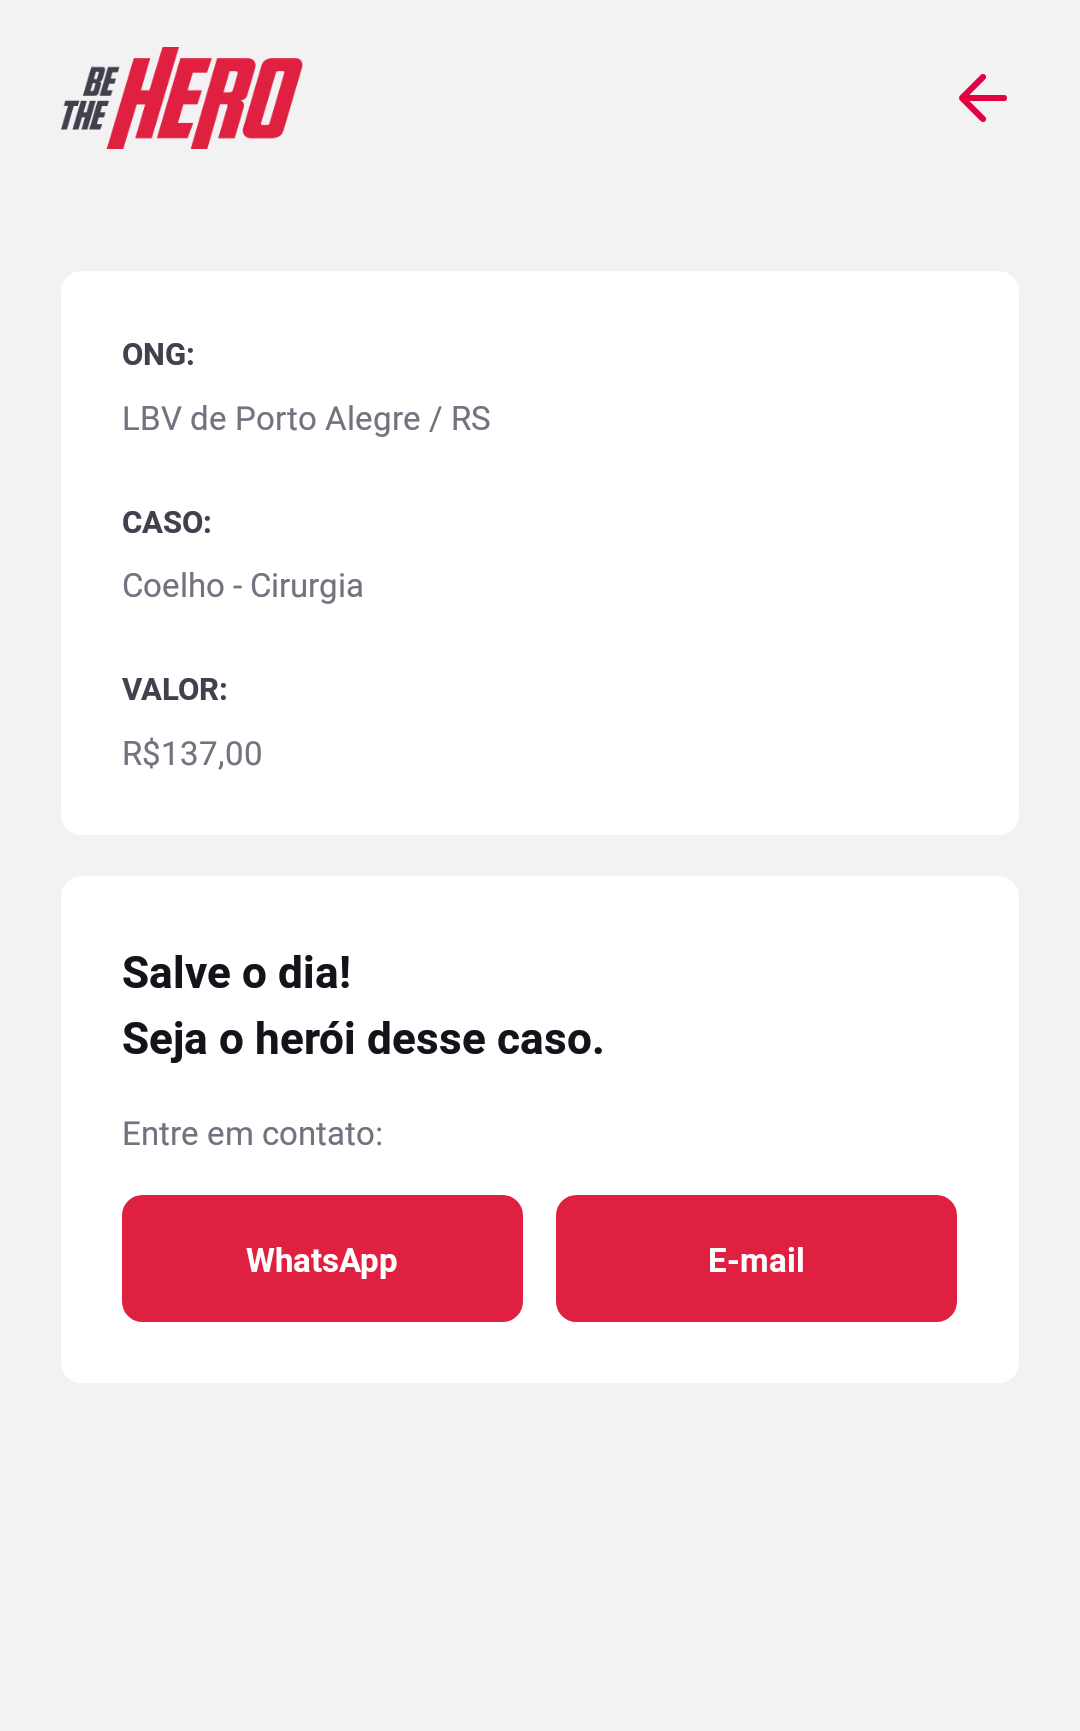 BE
THE HERO
ONG:
LBV de Porto Alegre / RS
CASO:
Coelho - Cirurgia
VALOR:
R$137,00
Salve o dia!
Seja o herói desse caso.
Entre em contato:
WhatsApp E-mail